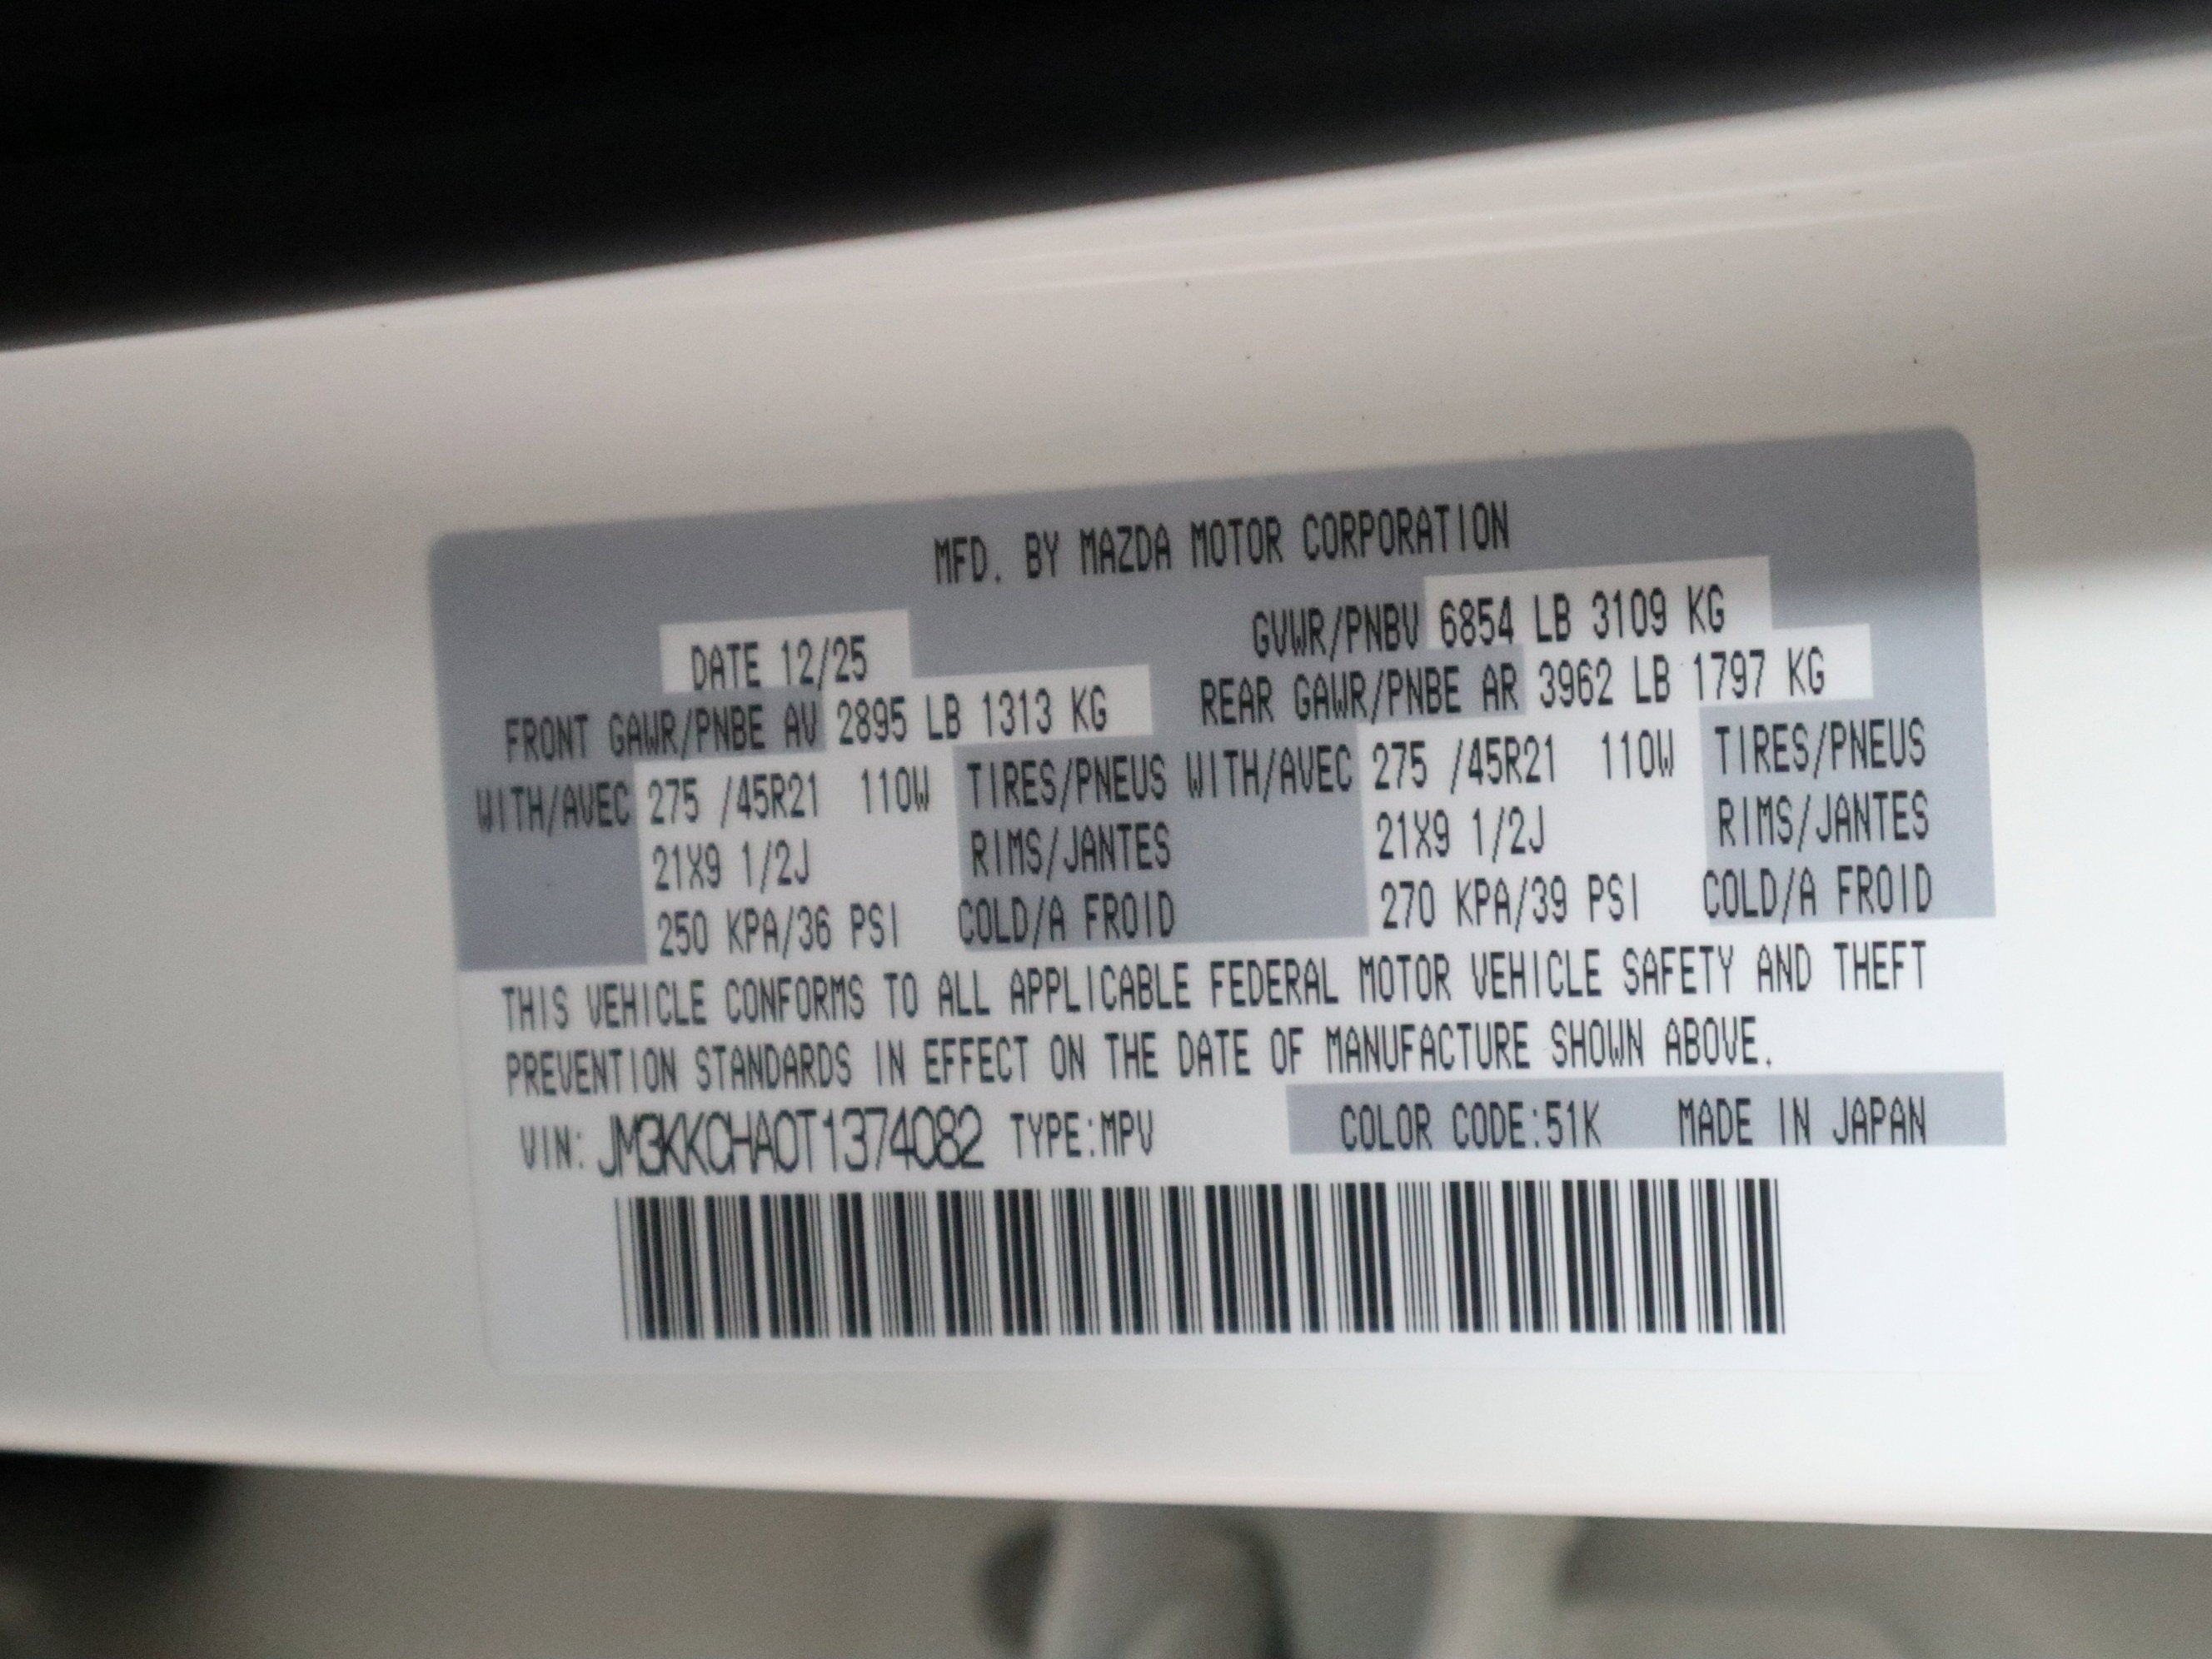 MFD. BY MAZDA MOTOR CORPORATION
DATE 12/25 GVWR/PNBV 6854 LB 3109 KG
FRONT GAWR/PNBE AV 2895 LB 1313 KG REAR GAWR/PNBE AR 3962 LB 1797 KG
WITH/AVEC 275 /45R21 110W TIRES/PNEUS WITH/AVEC 275 /45R21 110W TIRES/PNEUS
21X9 1/2J RIMS/JANTES 21X9 1/2J RIMS/JANTES
250 KPA/36 PSI COLD/A FROID 270 KPA/39 PSI COLD/A FROID
THIS VEHICLE CONFORMS TO ALL APPLICABLE FEDERAL MOTOR VEHICLE SAFETY AND THEFT
PREVENTION STANDARDS IN EFFECT ON THE DATE OF MANUFACTURE SHOWN ABOVE.
VIN: JM3KKCHA0T1374082 TYPE:MPV COLOR CODE:51K MADE IN JAPAN